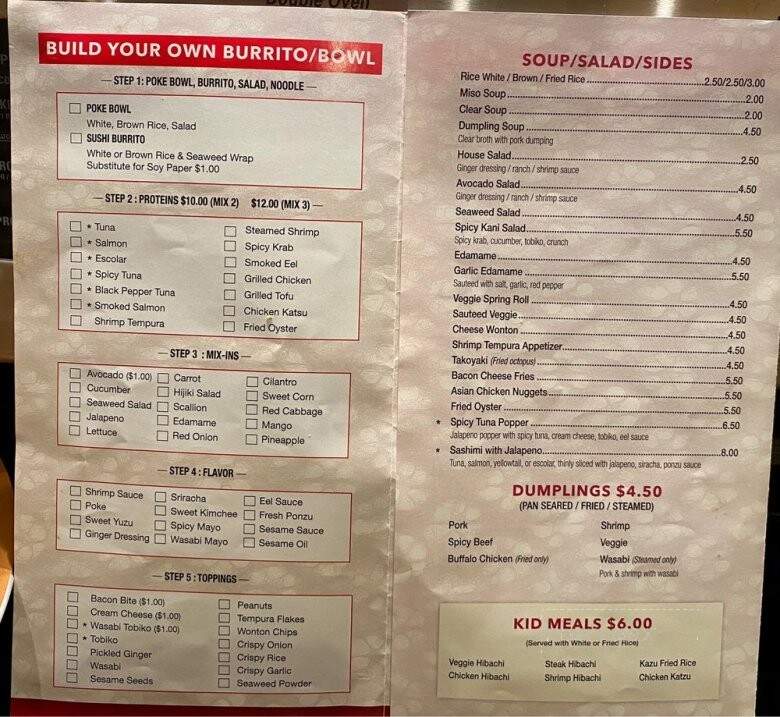 Double Oven
BUILD YOUR OWN BURRITO/BOWL
— STEP 1: POKE BOWL, BURRITO, SALAD, NOODLE —
POKE BOWL
White, Brown Rice, Salad
SUSHI BURRITO
White or Brown Rice & Seaweed Wrap
Substitute for Soy Paper $1.00
— STEP 2 : PROTEINS $10.00 (MIX 2) $12.00 (MIX 3) —
* Tuna
* Salmon
* Escolar
* Spicy Tuna
* Black Pepper Tuna
* Smoked Salmon
Shrimp Tempura
Steamed Shrimp
Spicy Krab
Smoked Eel
Grilled Chicken
Grilled Tofu
Chicken Katsu
Fried Oyster
— STEP 3 : MIX-INS —
Avocado ($1.00)
Cucumber
Seaweed Salad
Jalapeno
Lettuce
Carrot
Hijiki Salad
Scallion
Edamame
Red Onion
Cilantro
Sweet Corn
Red Cabbage
Mango
Pineapple
— STEP 4 : FLAVOR —
Shrimp Sauce
Poke
Sweet Yuzu
Ginger Dressing
Sriracha
Sweet Kimchee
Spicy Mayo
Wasabi Mayo
Eel Sauce
Fresh Ponzu
Sesame Sauce
Sesame Oil
— STEP 5 : TOPPINGS —
Bacon Bite ($1.00)
Cream Cheese ($1.00)
* Wasabi Tobiko ($1.00)
* Tobiko
Pickled Ginger
Wasabi
Sesame Seeds
Peanuts
Tempura Flakes
Wonton Chips
Crispy Onion
Crispy Rice
Crispy Garlic
Seaweed Powder
SOUP/SALAD/SIDES
Rice White / Brown / Fried Rice 2.50/2.50/3.00
Miso Soup 2.00
Clear Soup 2.00
Dumpling Soup 4.50
Clear broth with pork dumping
House Salad 2.50
Ginger dressing / ranch / shrimp sauce
Avocado Salad 4.50
Ginger dressing / ranch / shrimp sauce
Seaweed Salad 4.50
Spicy Kani Salad 5.50
Spicy krab, cucumber, tobiko, crunch
Edamame 4.50
Garlic Edamame 5.50
Sauteed with salt, garlic, red pepper
Veggie Spring Roll 4.50
Sauteed Veggie 4.50
Cheese Wonton 4.50
Shrimp Tempura Appetizer 4.50
Takoyaki (Fried octopus) 4.50
Bacon Cheese Fries 5.50
Asian Chicken Nuggets 5.50
Fried Oyster 5.50
* Spicy Tuna Popper 6.50
Jalapeno popper with spicy tuna, cream cheese, tobiko, eel sauce
* Sashimi with Jalapeno 8.00
Tuna, salmon, yellowtail, or escolar, thinly sliced with jalapeno, siracha, ponzu sauce
DUMPLINGS $4.50
(PAN SEARED / FRIED / STEAMED)
Pork
Spicy Beef
Buffalo Chicken (Fried only)
Shrimp
Veggie
Wasabi (Steamed only)
Pork & shrimp with wasabi
KID MEALS $6.00
(Served with White or Fried Rice)
Veggie Hibachi Steak Hibachi Kazu Fried Rice
Chicken Hibachi Shrimp Hibachi Chicken Katzu